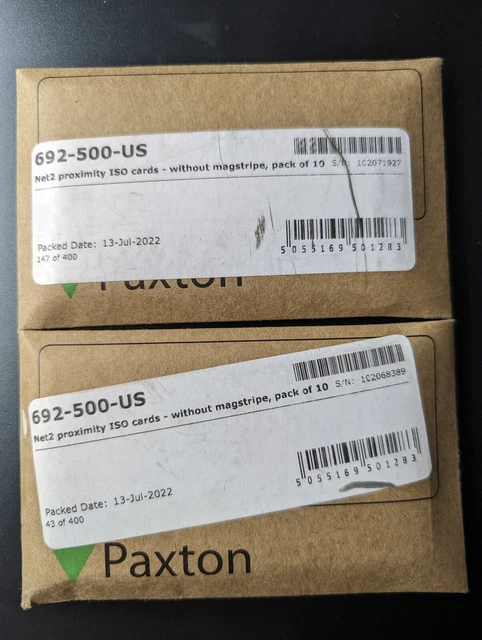 692-500-US
Net2 proximity ISO cards - without magstripe, pack of 10 S/N: 102071927
Packed Date: 13-Jul-2022
147 of 400
5 055169 501283
Paxton
692-500-US
Net2 proximity ISO cards - without magstripe, pack of 10 S/N: 102068389
Packed Date: 13-Jul-2022
43 of 400
5 055169 501283
Paxton